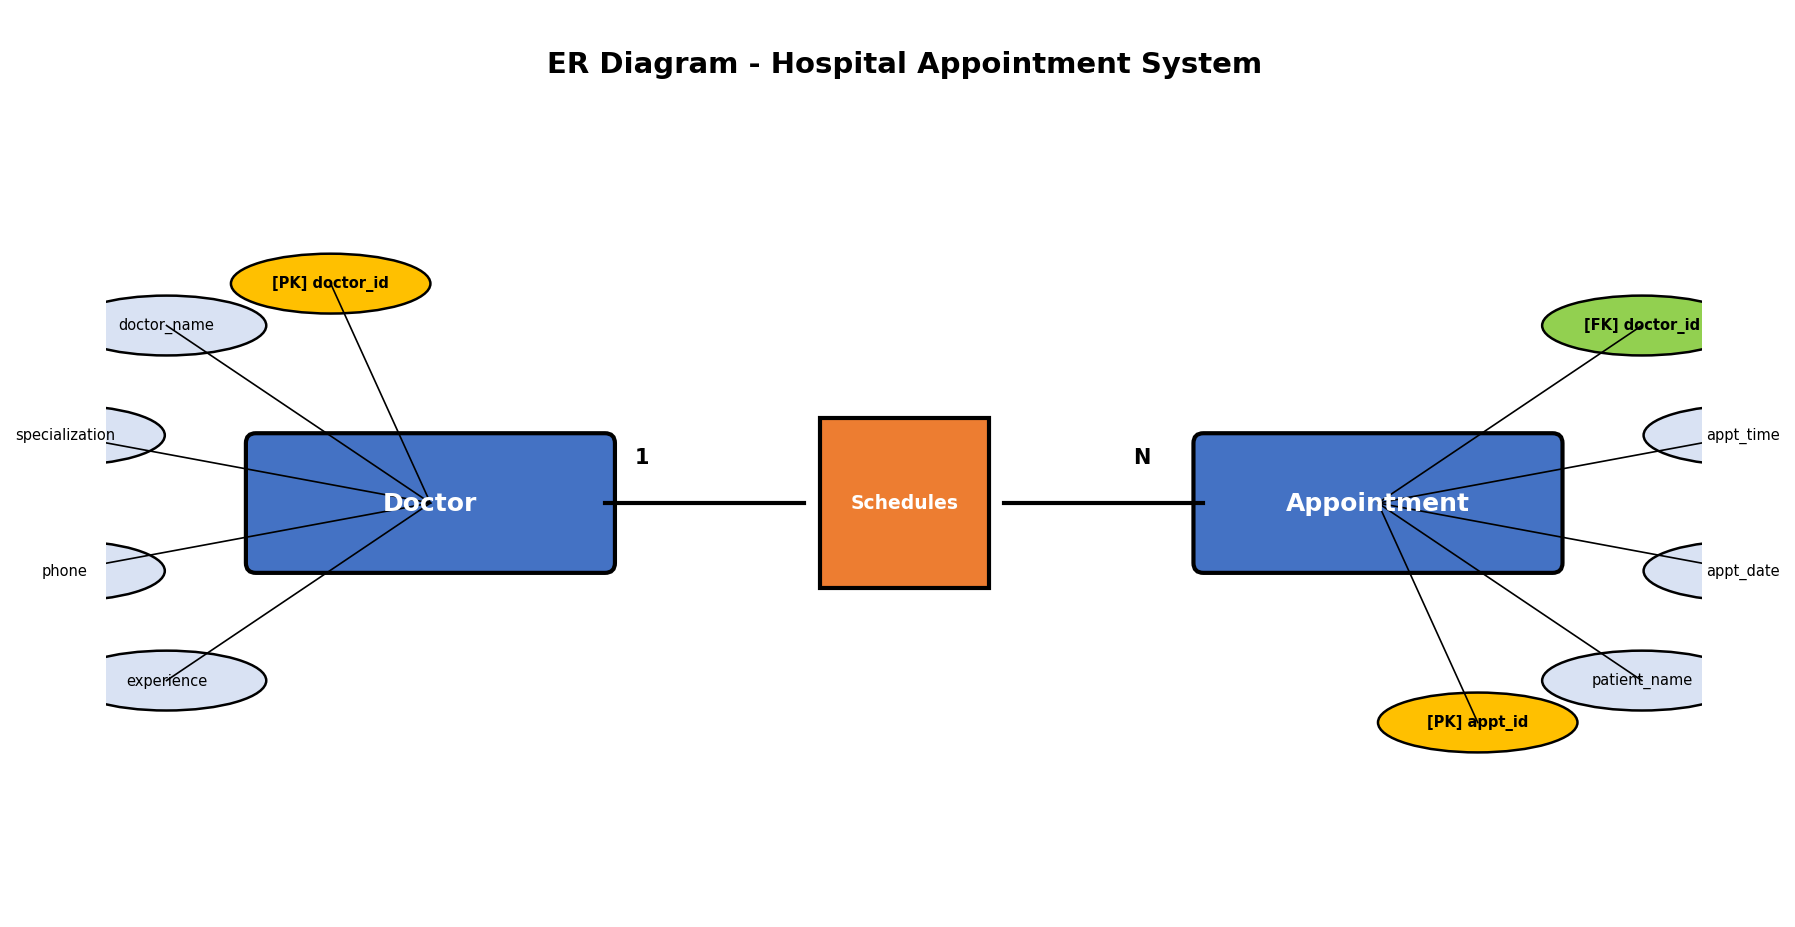 ER Diagram - Hospital Appointment System
[PK] doctor_id
doctor_name
[FK] doctor_id
specialization
appt_time
1
N
Doctor
Schedules
Appointment
phone
appt_date
experience
patient_name
[PK] appt_id